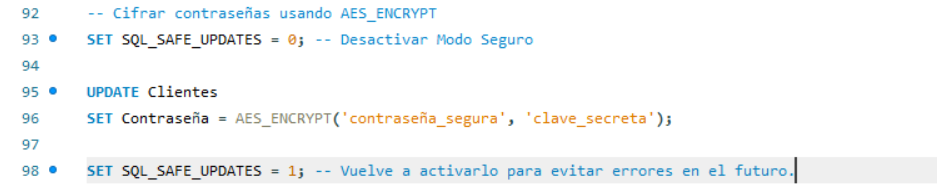 92 -- Cifrar contraseñas usando AES_ENCRYPT
93 SET SQL_SAFE_UPDATES = 0; -- Desactivar Modo Seguro
94
95 UPDATE Clientes
96 SET Contraseña = AES_ENCRYPT('contraseña_segura', 'clave_secreta');
97
98 SET SQL_SAFE_UPDATES = 1; -- Vuelve a activarlo para evitar errores en el futuro.